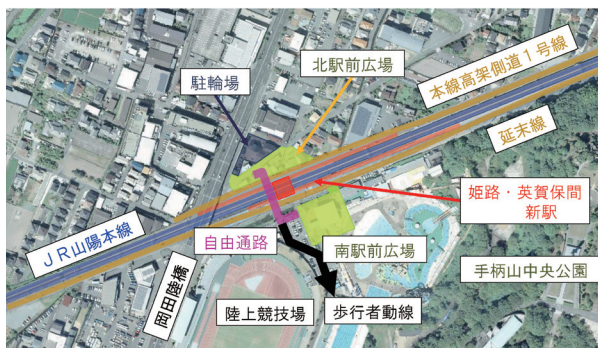 駐輪場
北駅前広場
本線高架側道1号線
延末線
姫路・英賀保間
新駅
自由通路
JR山陽本線
南駅前広場
手柄山中央公園
岡田陸橋
陸上競技場
歩行者動線